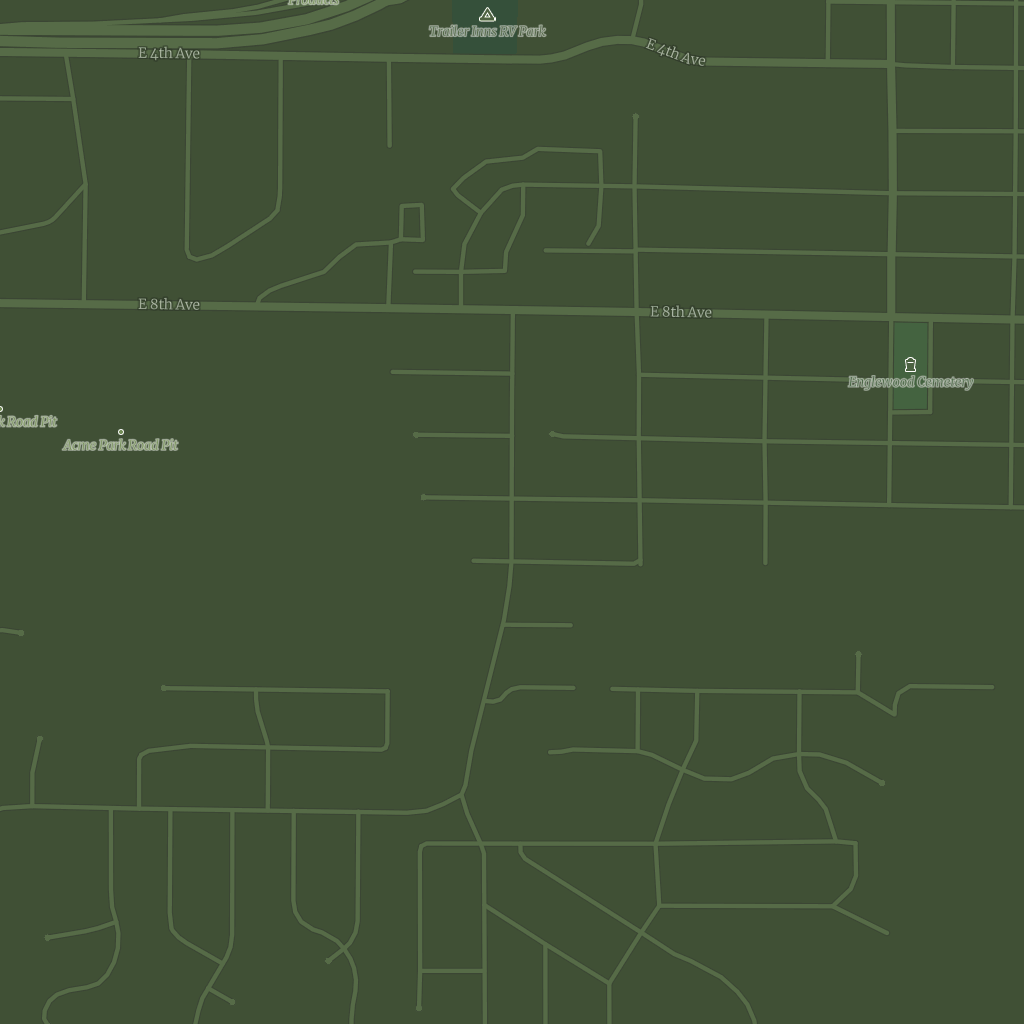 Products
Trailer Inns RV Park
E 4th Ave
E 4th Ave
E 8th Ave
E 8th Ave
Englewood Cemetery
k Road Pit
Acme Park Road Pit